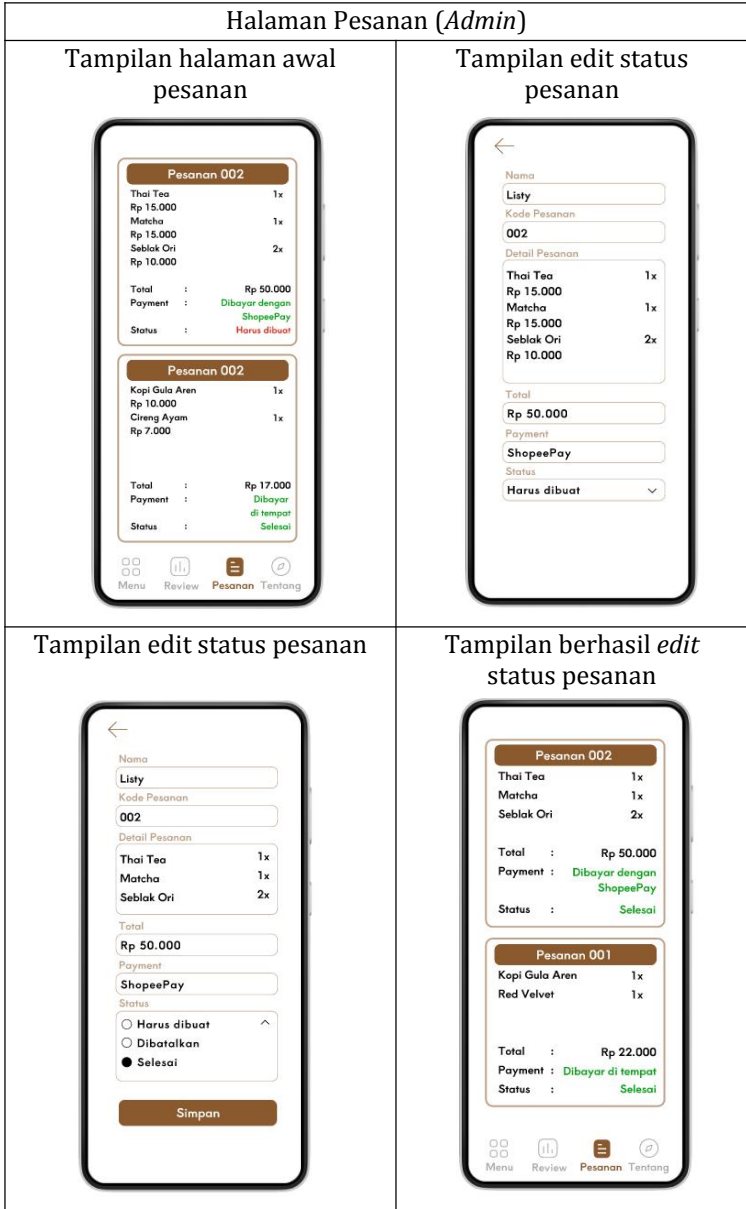 Halaman Pesanan (Admin)
Tampilan halaman awal
pesanan
Pesanan 002
Thai Tea 1x
Rp 15.000
Matcha 1x
Rp 15.000
Seblak Ori 2x
Rp 10.000
Total : Rp 50.000
Payment : Dibayar dengan
ShopeePay
Status : Harus dibuat
Pesanan 002
Kopi Gula Aren 1x
Rp 10.000
Cireng Ayam 1x
Rp 7.000
Total : Rp 17.000
Payment : Dibayar
di tempat
Status : Selesai
Menu Review Pesanan Tentang
Tampilan edit status
pesanan
Nama
Listy
Kode Pesanan
002
Detail Pesanan
Thai Tea 1x
Rp 15.000
Matcha 1x
Rp 15.000
Seblak Ori 2x
Rp 10.000
Total
Rp 50.000
Payment
ShopeePay
Status
Harus dibuat
Tampilan edit status pesanan
Nama
Listy
Kode Pesanan
002
Detail Pesanan
Thai Tea 1x
Matcha 1x
Seblak Ori 2x
Total
Rp 50.000
Payment
ShopeePay
Status
Harus dibuat
Dibatalkan
Selesai
Simpan
Tampilan berhasil edit
status pesanan
Pesanan 002
Thai Tea 1x
Matcha 1x
Seblak Ori 2x
Total : Rp 50.000
Payment : Dibayar dengan
ShopeePay
Status : Selesai
Pesanan 001
Kopi Gula Aren 1x
Red Velvet 1x
Total : Rp 22.000
Payment : Dibayar di tempat
Status : Selesai
Menu Review Pesanan Tentang